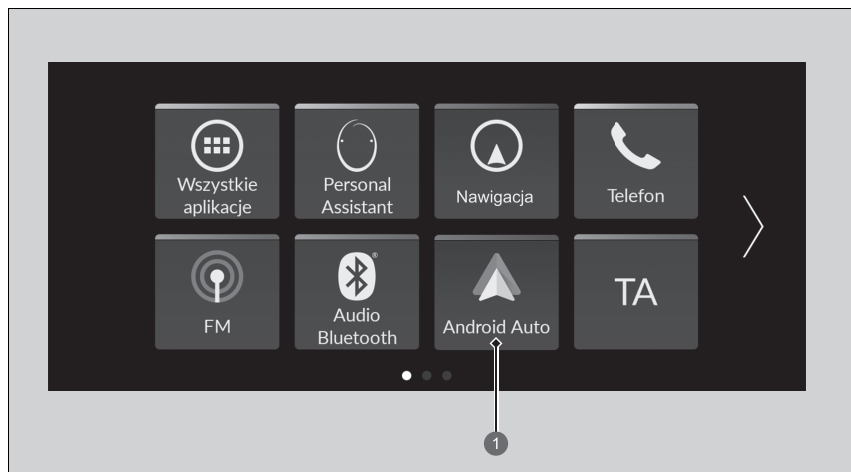 Wszystkie
aplikacje
Personal
Assistant
Nawigacja
Telefon
FM
®
Audio
Bluetooth
Android Auto
TA
1